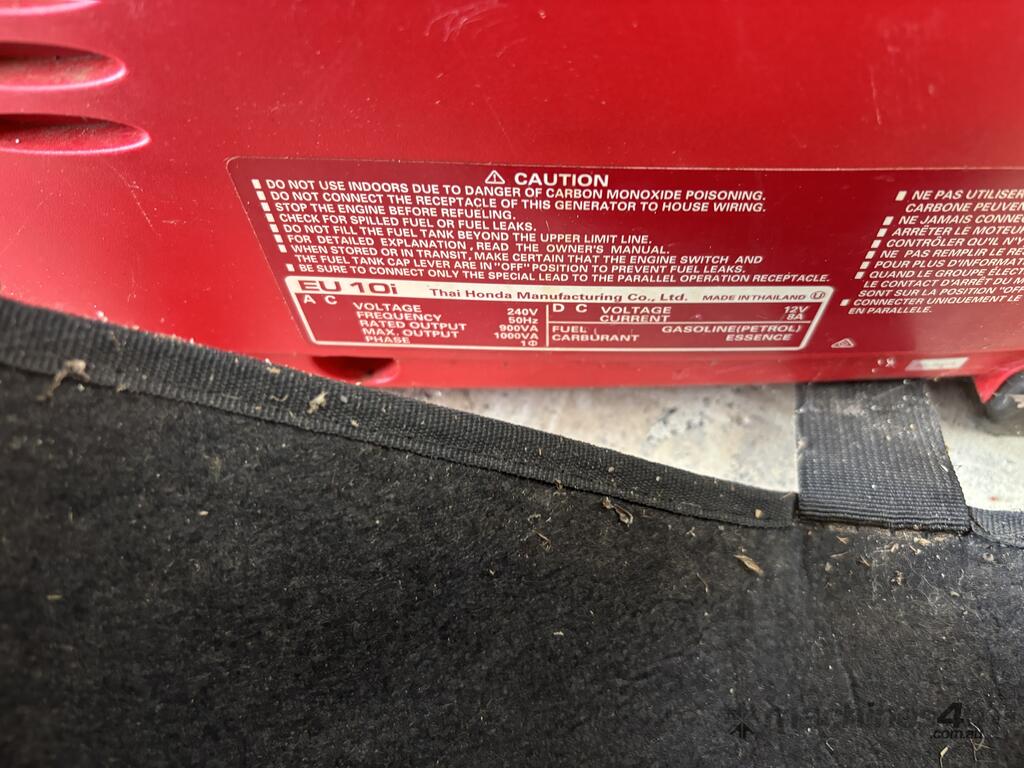 ⚠ CAUTION
DO NOT USE INDOORS DUE TO DANGER OF CARBON MONOXIDE POISONING.
DO NOT CONNECT THE RECEPTACLE OF THIS GENERATOR TO HOUSE WIRING.
STOP THE ENGINE BEFORE REFUELING.
CHECK FOR SPILLED FUEL OR FUEL LEAKS.
DO NOT FILL THE FUEL TANK BEYOND THE UPPER LIMIT LINE.
FOR DETAILED EXPLANATION, READ THE OWNER'S MANUAL.
WHEN STORED OR IN TRANSIT, MAKE CERTAIN THAT THE ENGINE SWITCH AND
THE FUEL TANK CAP LEVER ARE IN "OFF" POSITION TO PREVENT FUEL LEAKS.
BE SURE TO CONNECT ONLY THE SPECIAL LEAD TO THE PARALLEL OPERATION RECEPTACLE.
EU 10i Thai Honda Manufacturing Co., Ltd. MADE IN THAILAND
A C VOLTAGE 240V
FREQUENCY 50Hz
RATED OUTPUT 900VA
MAX. OUTPUT 1000VA
PHASE 1Φ
D C VOLTAGE 12V
CURRENT 8A
FUEL GASOLINE(PETROL)
CARBURANT ESSENCE
NE PAS UTILISER
CARBONE PEUVE
NE JAMAIS CONNE
ARRÊTER LE MOTEUR
CONTRÔLER QU'IL N'Y
NE PAS REMPLIR LE RÉ
POUR PLUS D'INFORMAT
QUAND LE GROUPE ÉLECT
LE CONTACT D'ARRÊT DU M
SONT SUR LA POSITION "OF
CONNECTER UNIQUEMENT LE
EN PARALLELE.
machines4u
.com.au